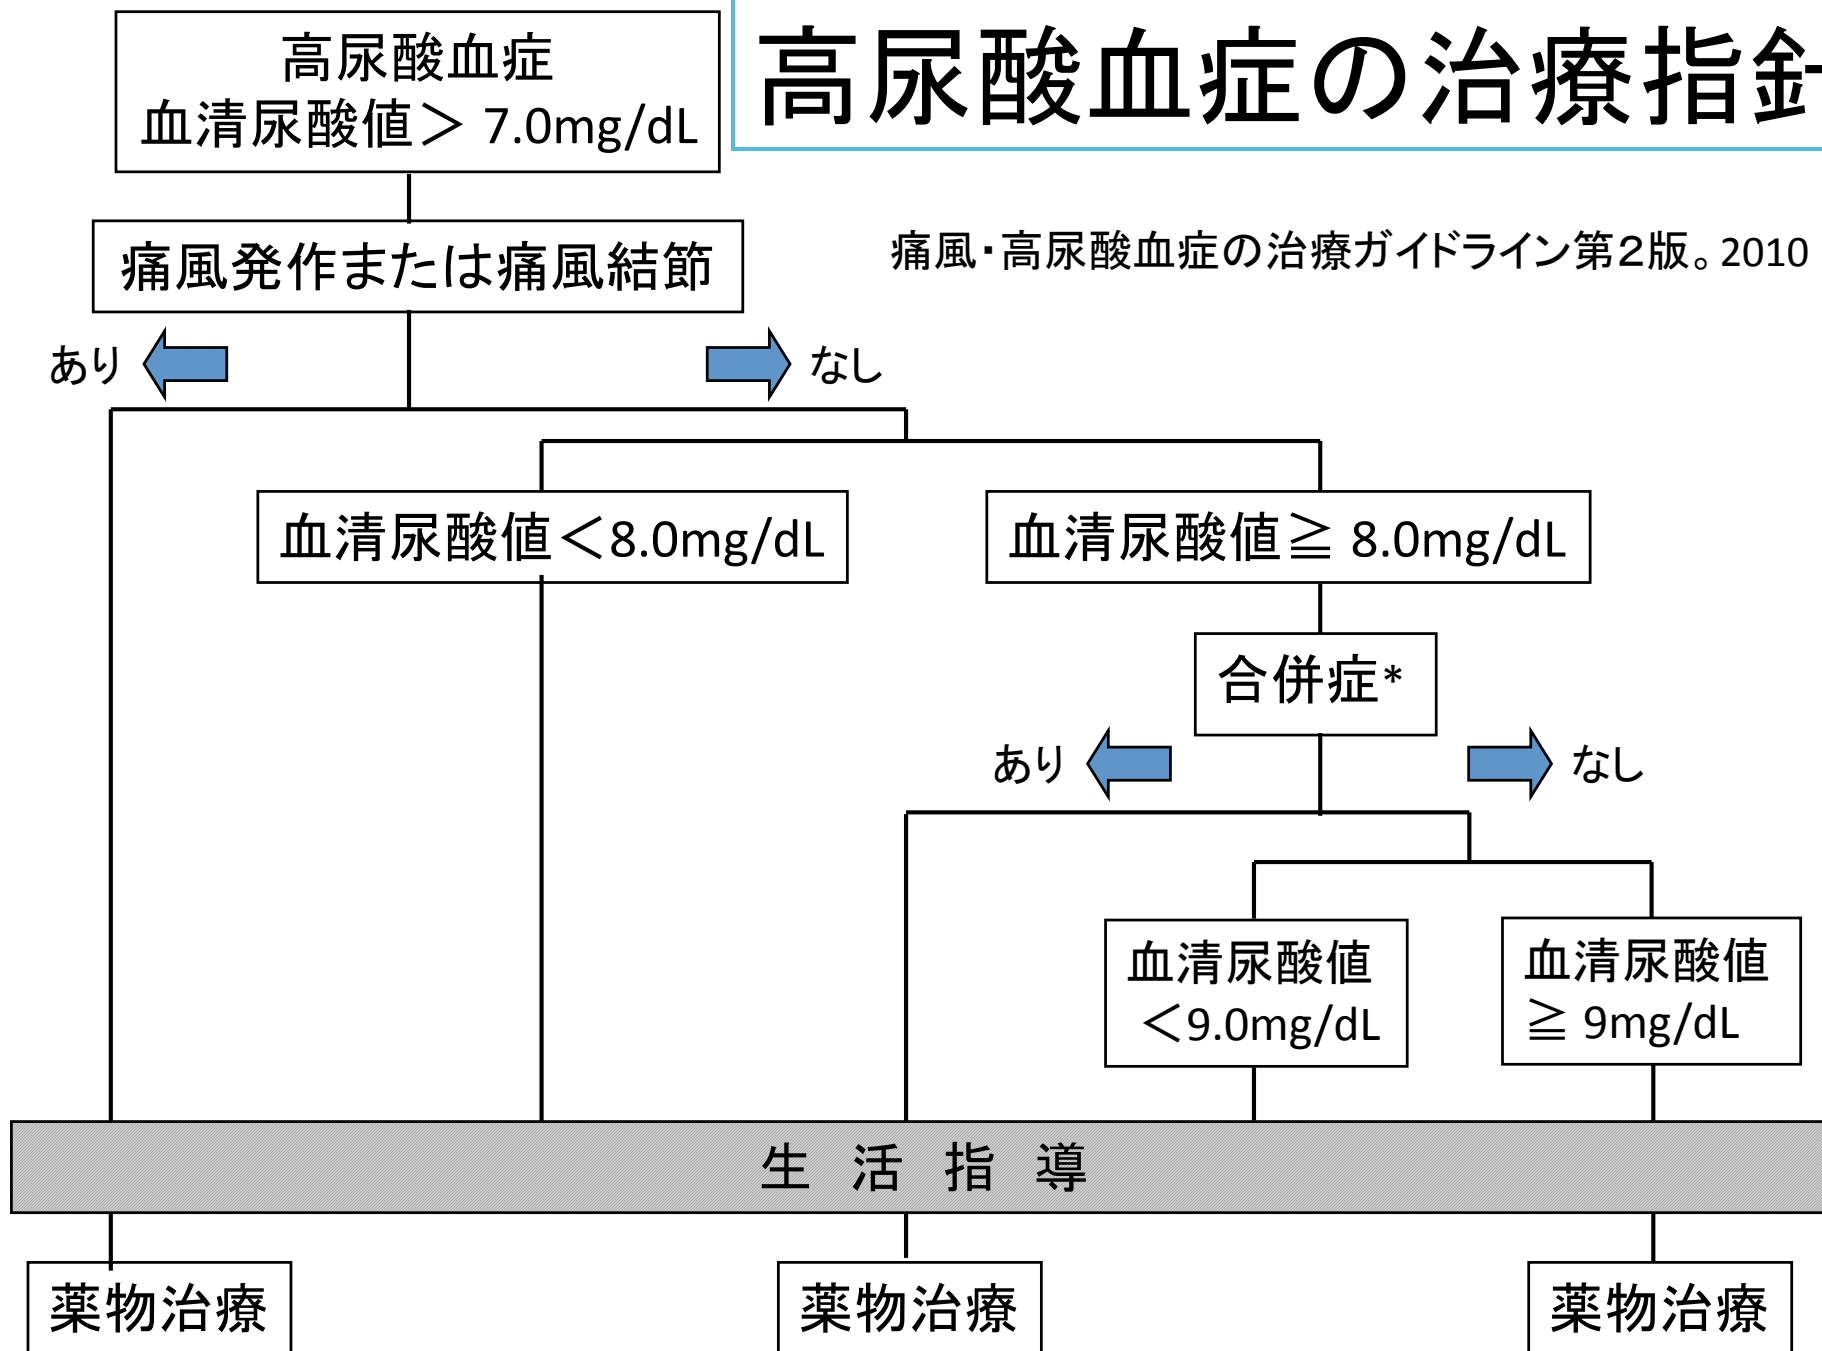 高尿酸血症の治療指針
高尿酸血症
血清尿酸値＞ 7.0mg/dL
痛風・高尿酸血症の治療ガイドライン第２版。2010
痛風発作または痛風結節
あり
なし
血清尿酸値＜8.0mg/dL
血清尿酸値≧ 8.0mg/dL
合併症*
あり
なし
血清尿酸値
＜9.0mg/dL
血清尿酸値
≧ 9mg/dL
生 活 指 導
薬物治療
薬物治療
薬物治療